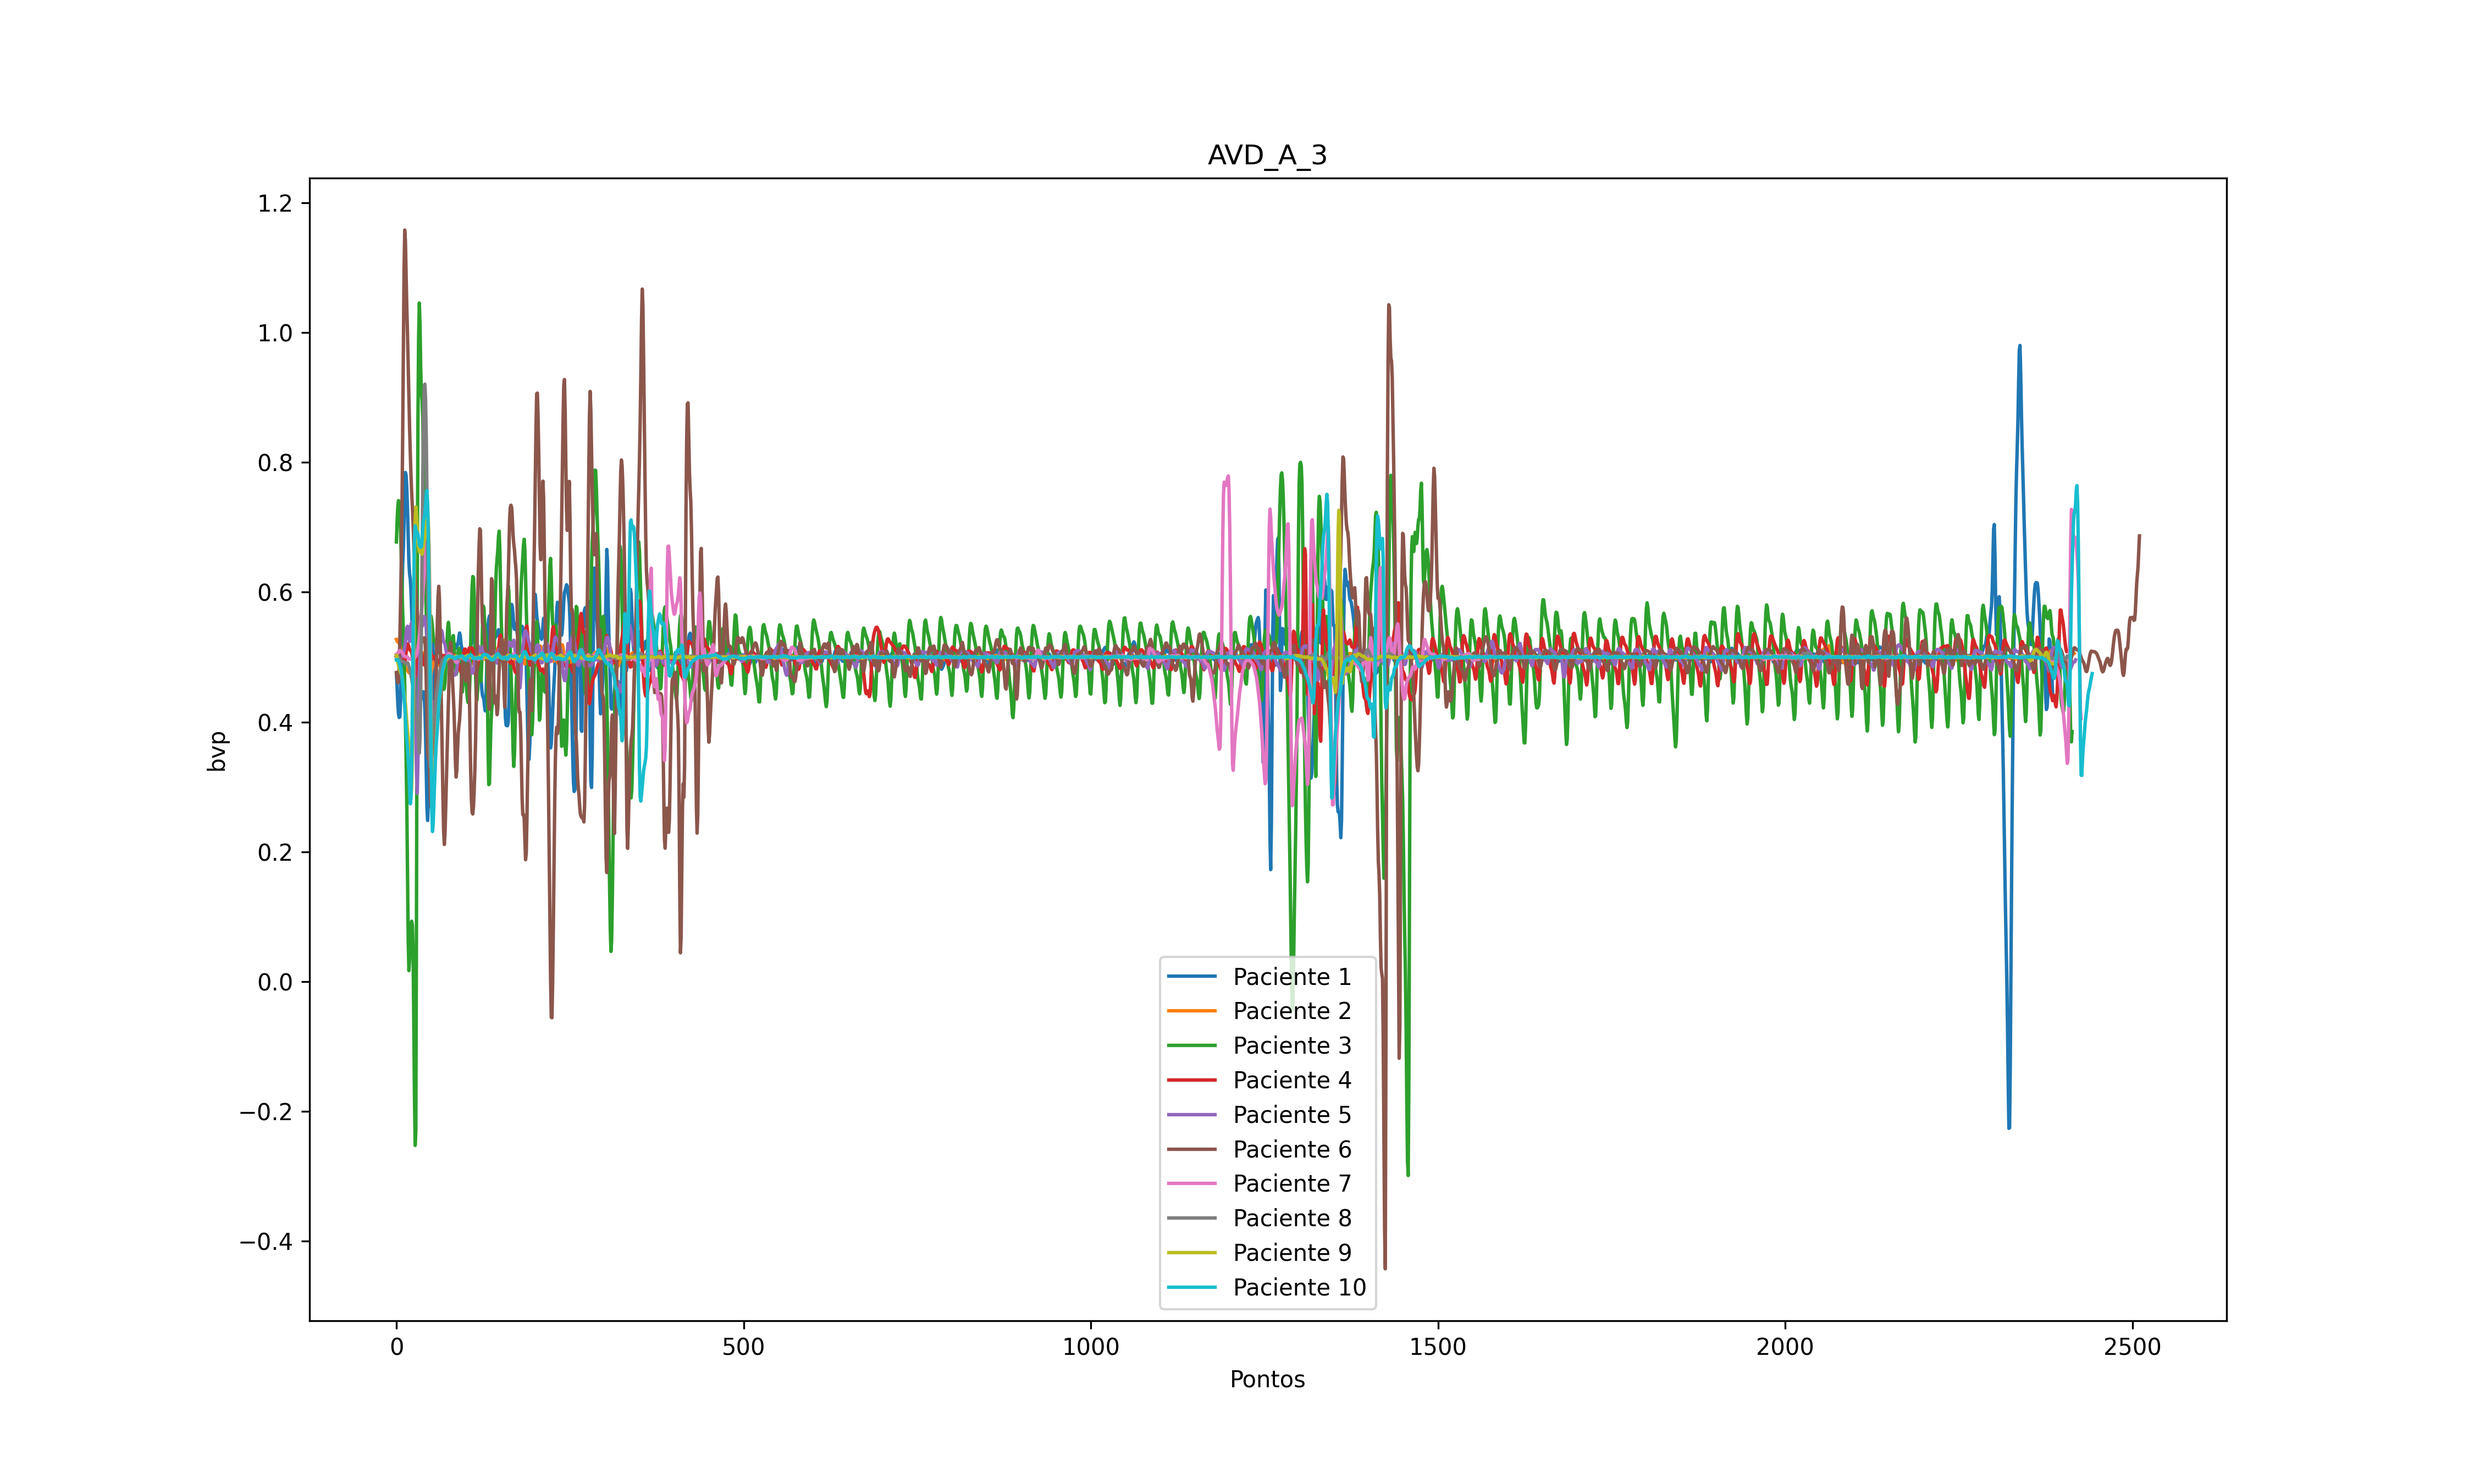 AVD_A_3
1.2
1.0
0.8
0.6
0.4
0.2
0.0
−0.2
−0.4
bvp
Paciente 1
Paciente 2
Paciente 3
Paciente 4
Paciente 5
Paciente 6
Paciente 7
Paciente 8
Paciente 9
Paciente 10
0 500 1000 1500 2000 2500
Pontos